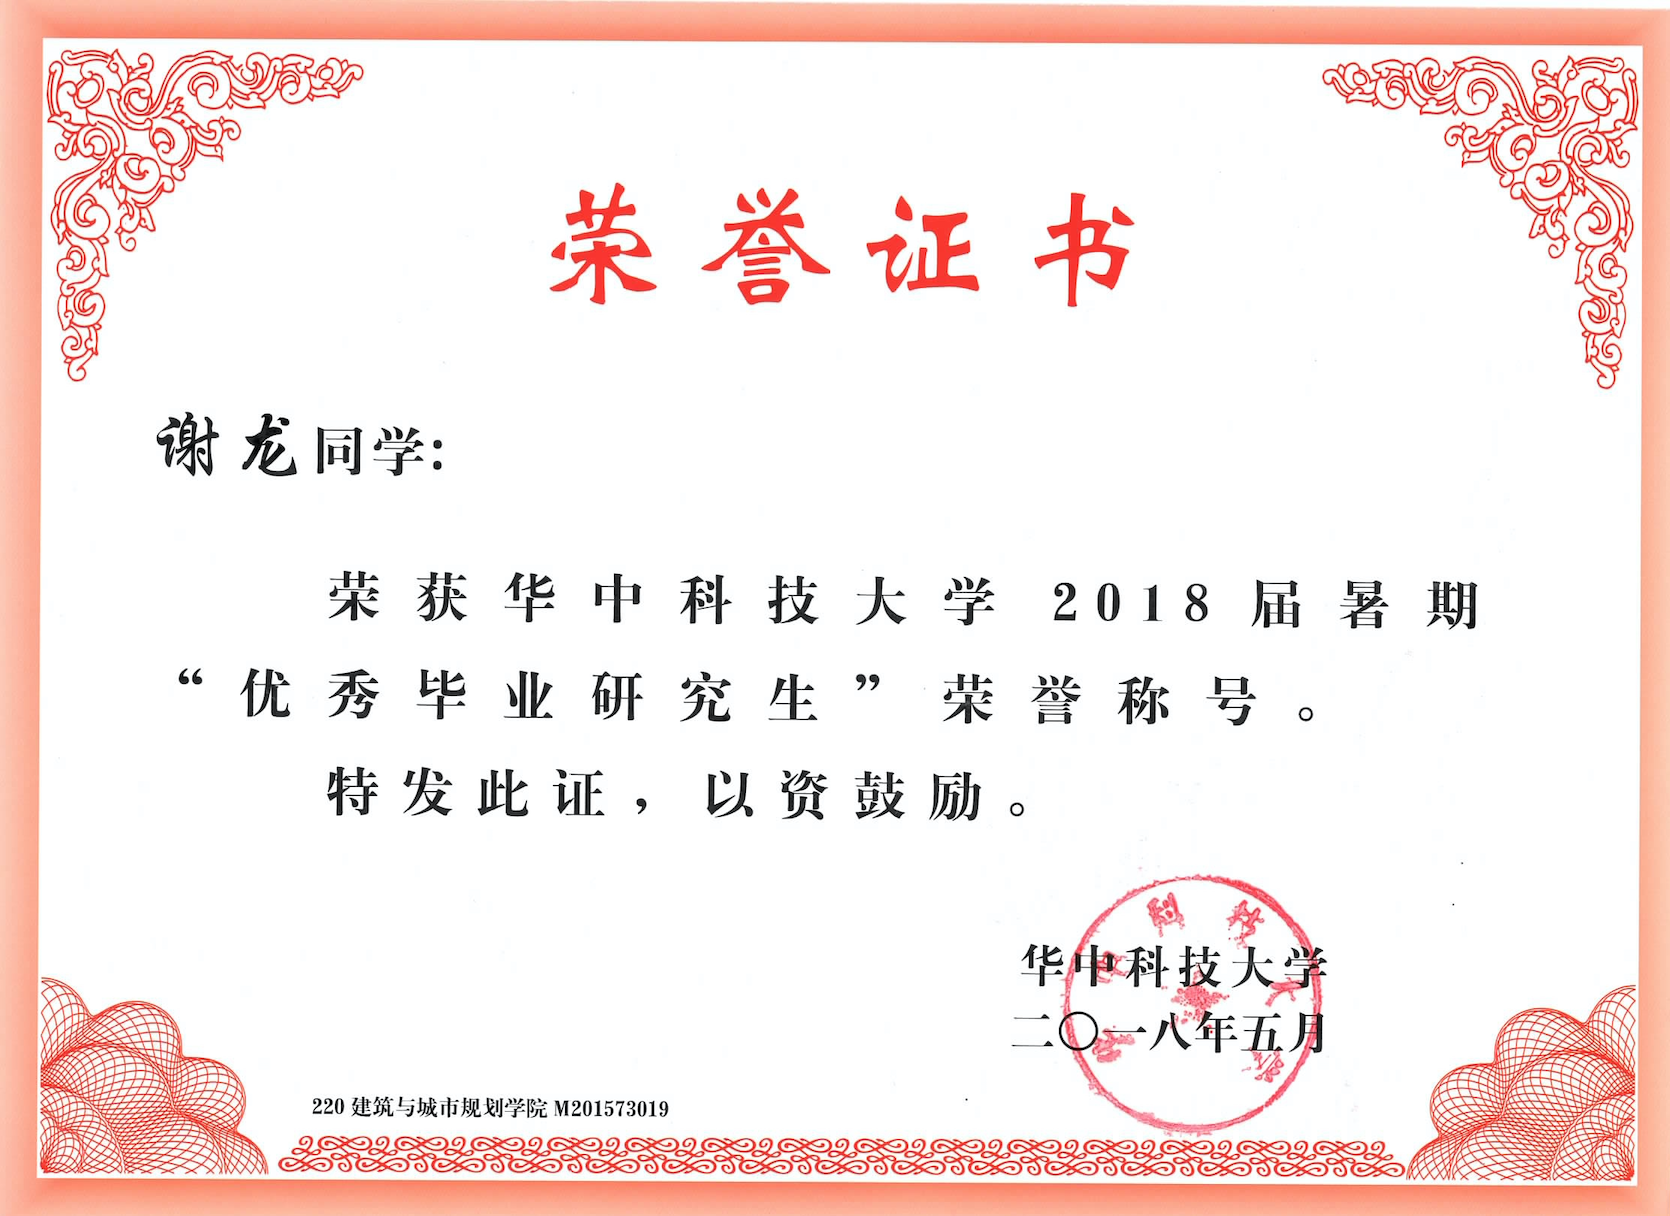 荣誉证书
谢龙同学:
荣获华中科技大学2018届暑期
“优秀毕业研究生”荣誉称号。
特发此证,以资鼓励。
华中科技大学
二〇一八年五月
220 建筑与城市规划学院 M201573019